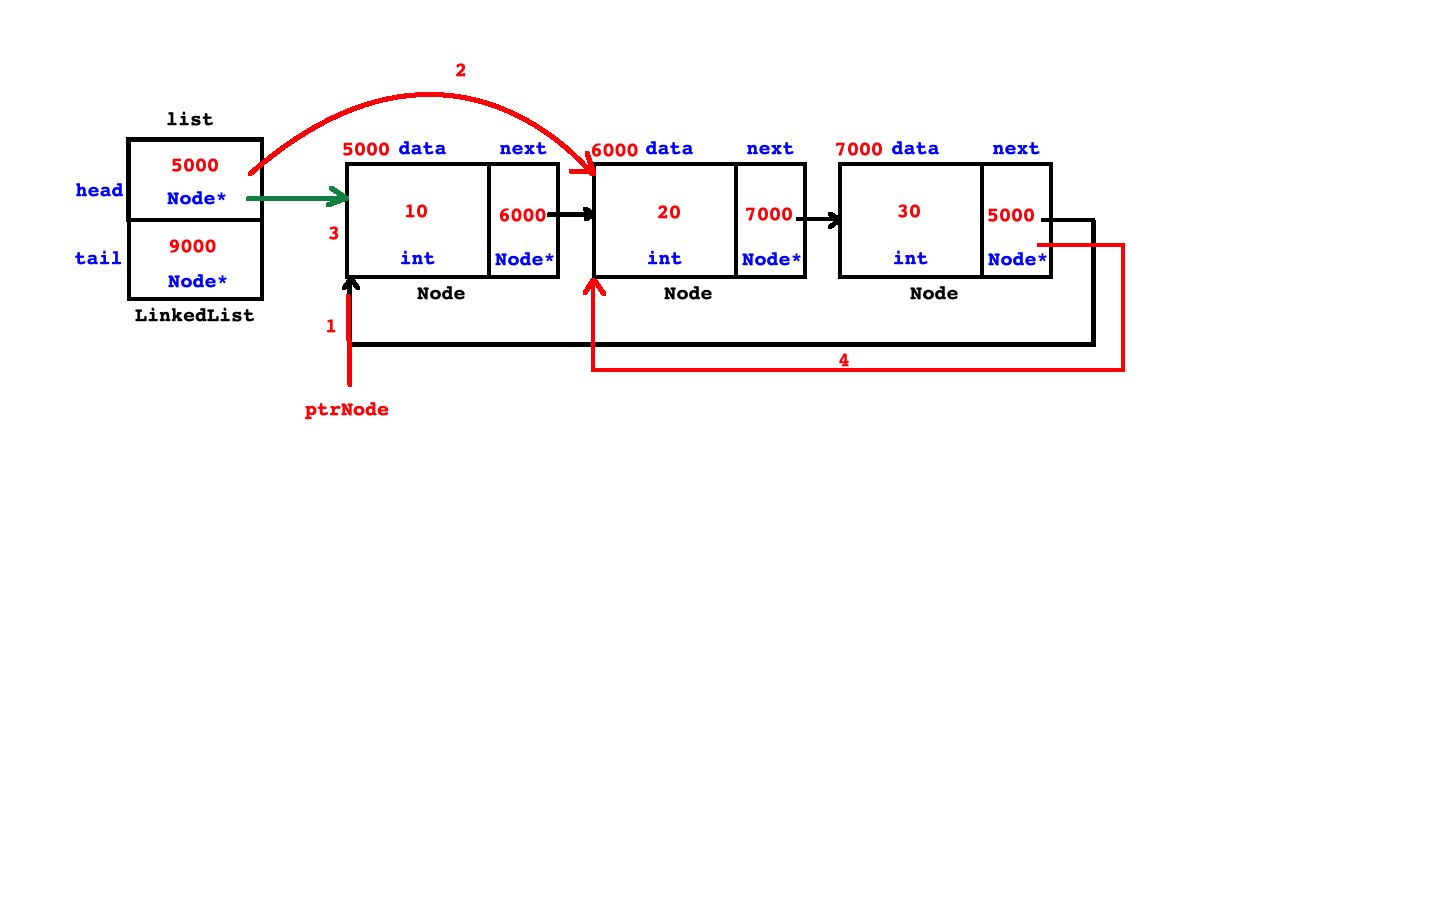 2
list
5000
head Node*
9000
tail
Node*
LinkedList
5000 data next
10 6000
3
int Node*
Node
6000 data next
20 7000
int Node*
Node
7000 data next
30 5000
int Node*
Node
1
4
ptrNode